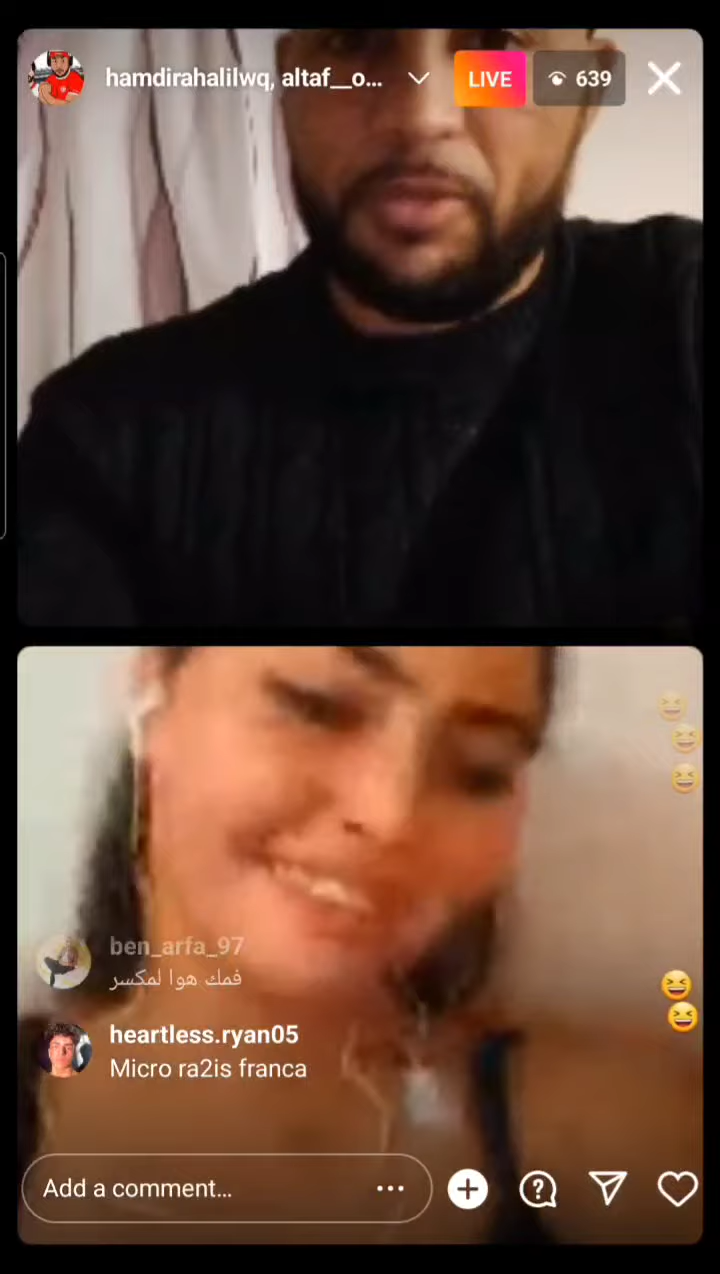 hamdirahalilwq, altaf__o...
LIVE
639
ben_arfa_97
فمك هوا لمكسر
heartless.ryan05
Micro ra2is franca
Add a comment...